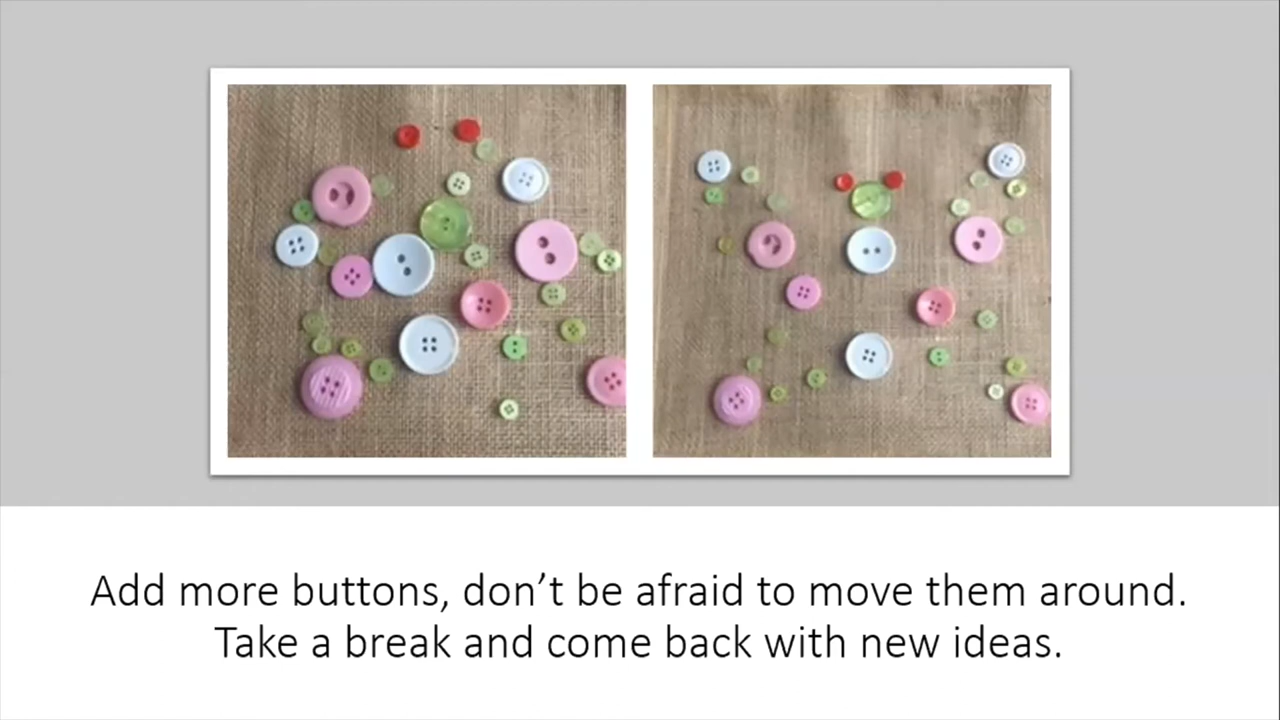 Add more buttons, don’t be afraid to move them around.
Take a break and come back with new ideas.